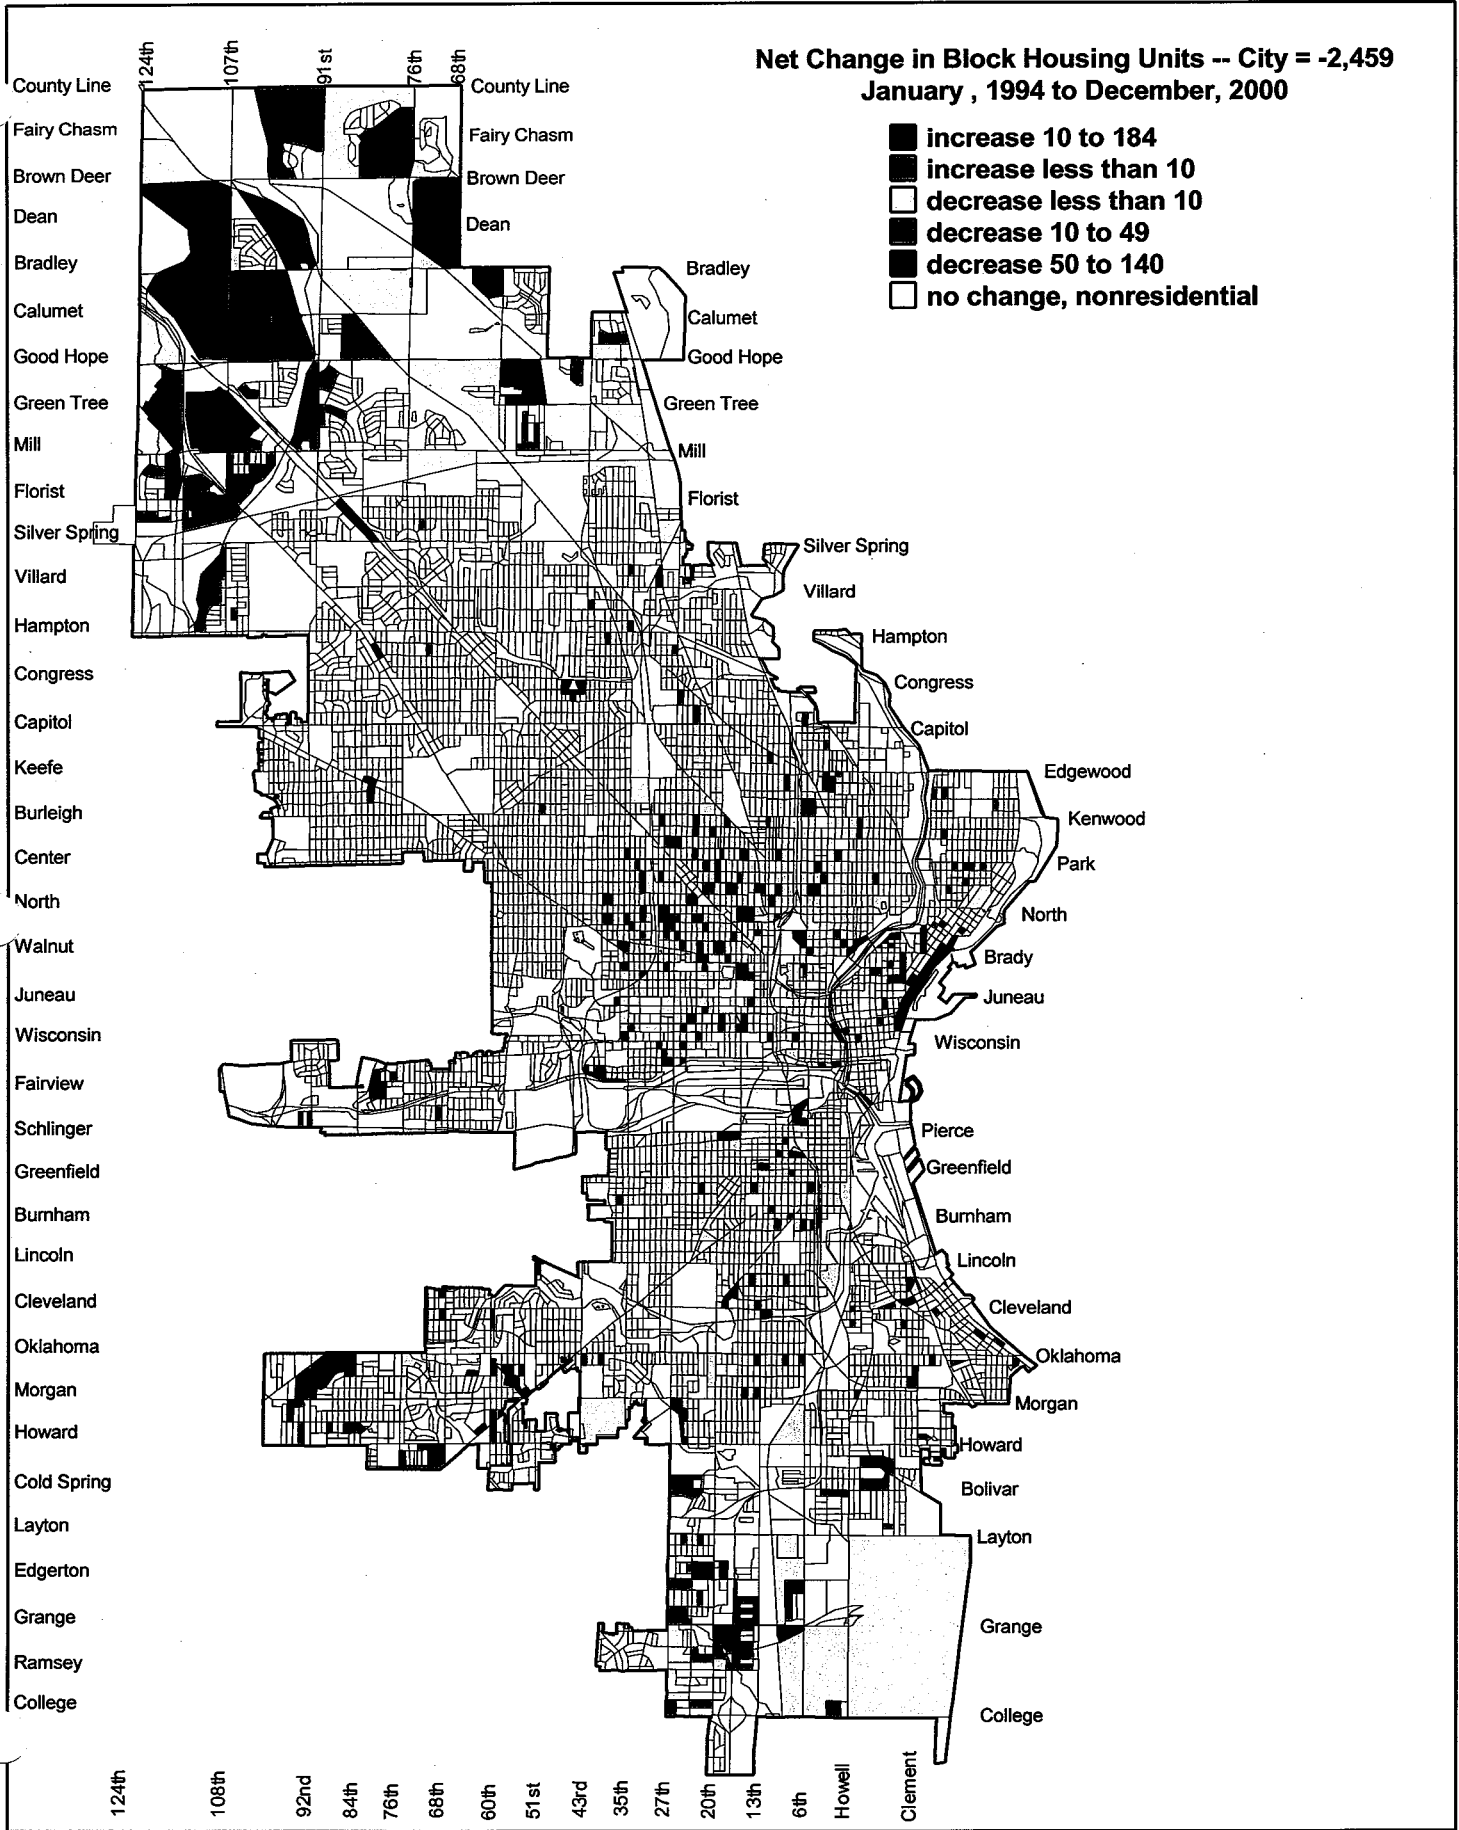 Net Change in Block Housing Units -- City = -2,459
January , 1994 to December, 2000
increase 10 to 184
increase less than 10
decrease less than 10
decrease 10 to 49
decrease 50 to 140
no change, nonresidential
124th
107th
91st
76th
68th
County Line
Fairy Chasm
Brown Deer
Dean
Bradley
Calumet
Good Hope
Green Tree
Mill
Florist
Silver Spring
Villard
Hampton
Congress
Capitol
Keefe
Burleigh
Center
North
Walnut
Juneau
Wisconsin
Fairview
Schlinger
Greenfield
Burnham
Lincoln
Cleveland
Oklahoma
Morgan
Howard
Cold Spring
Layton
Edgerton
Grange
Ramsey
College
County Line
Fairy Chasm
Brown Deer
Dean
Bradley
Calumet
Good Hope
Green Tree
Mill
Florist
Silver Spring
Villard
Hampton
Congress
Capitol
Edgewood
Kenwood
Park
North
Brady
Juneau
Wisconsin
Pierce
Greenfield
Burnham
Lincoln
Cleveland
Oklahoma
Morgan
Howard
Bolivar
Layton
Grange
College
124th
108th
92nd
84th
76th
68th
60th
51st
43rd
35th
27th
20th
13th
6th
Howell
Clement